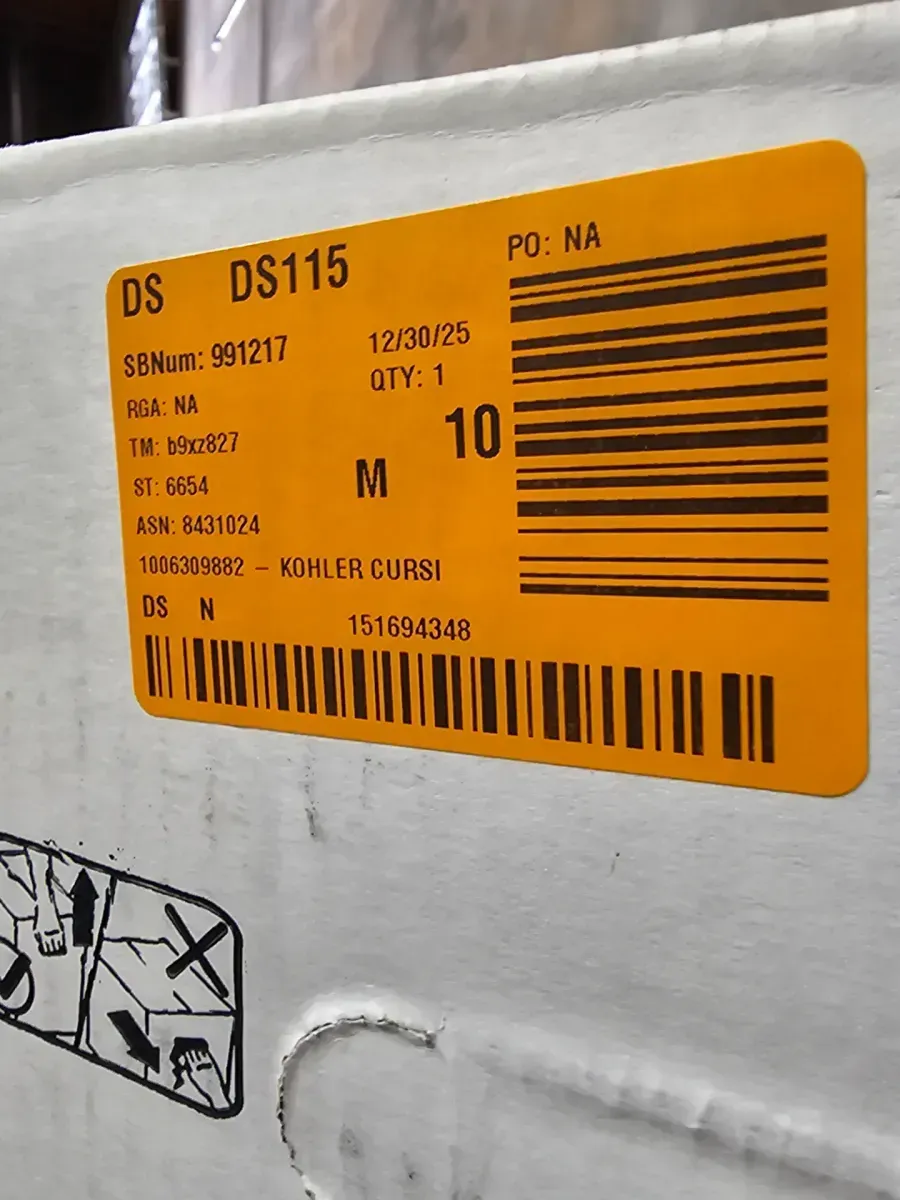 DS DS115
PO: NA
SBNum: 991217
12/30/25
QTY: 1
RGA: NA
TM: b9xz827
10
M
ST: 6654
ASN: 8431024
1006309882 – KOHLER CURSI
DS N
151694348